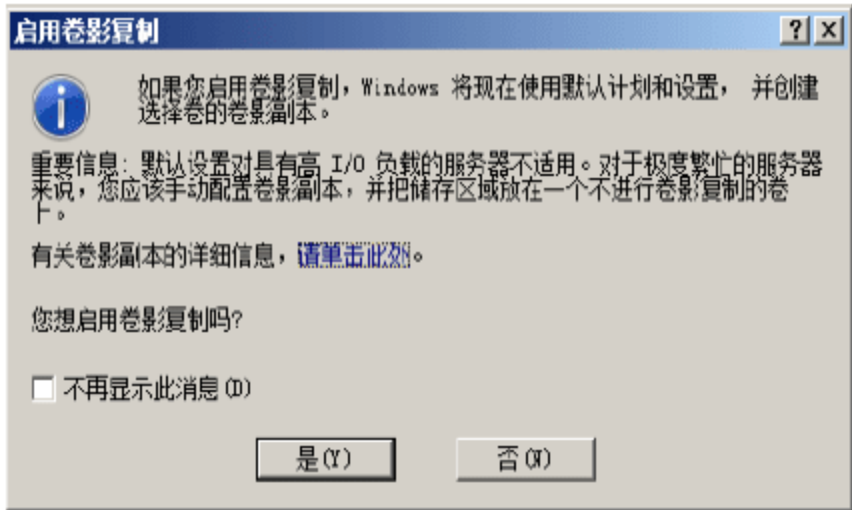 启用卷影复制
如果您启用卷影复制，Windows 将现在使用默认计划和设置， 并创建
选择卷的卷影副本。
重要信息：默认设置对具有高 I/O 负载的服务器不适用。对于极度繁忙的服务器
来说，您应该手动配置卷影副本，并把储存区域放在一个不进行卷影复制的卷
上。
有关卷影副本的详细信息，请单击此处。
您想启用卷影复制吗？
不再显示此消息(D)
是(Y)
否(N)